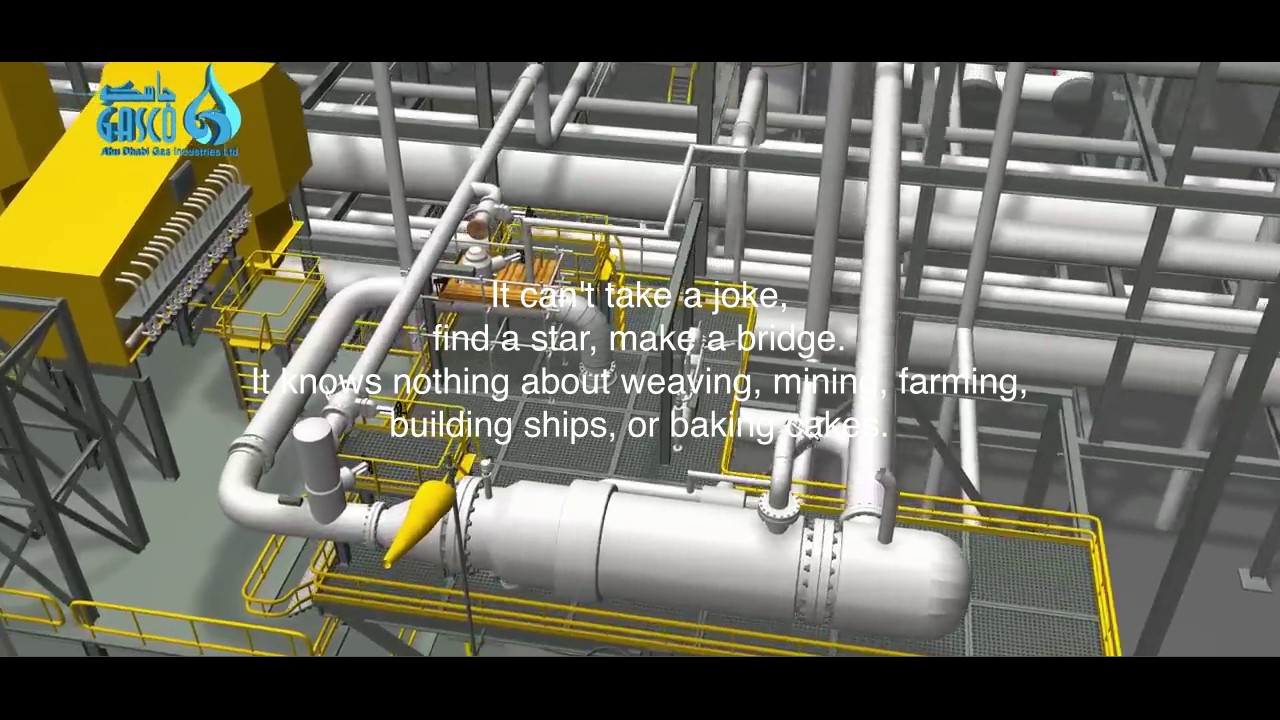 جاسكو
GASCO
Abu Dhabi Gas Industries Ltd
It can't take a joke,
find a star, make a bridge.
It knows nothing about weaving, mining, farming,
building ships, or baking cakes.